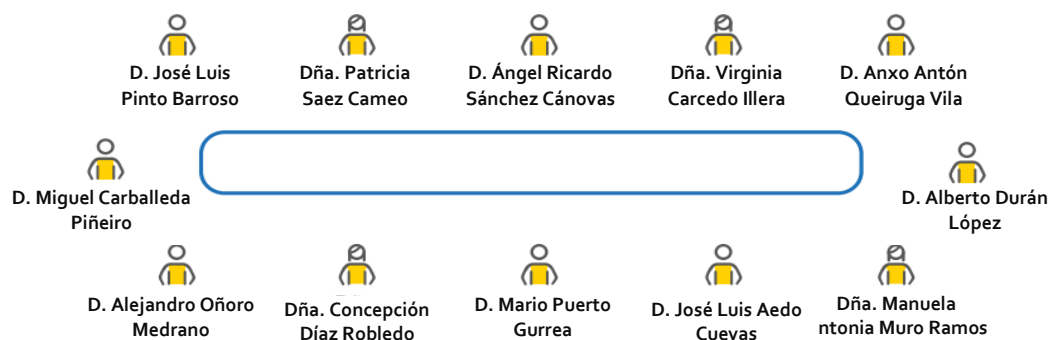 D. José Luis
Pinto Barroso
Dña. Patricia
Saez Cameo
D. Ángel Ricardo
Sánchez Cánovas
Dña. Virginia
Carcedo Illera
D. Anxo Antón
Queiruga Vila
D. Miguel Carballeda
Piñeiro
D. Alberto Durán
López
D. Alejandro Oñoro
Medrano
Dña. Concepción
Díaz Robledo
D. Mario Puerto
Gurrea
D. José Luis Aedo
Cuevas
Dña. Manuela
ntonia Muro Ramos